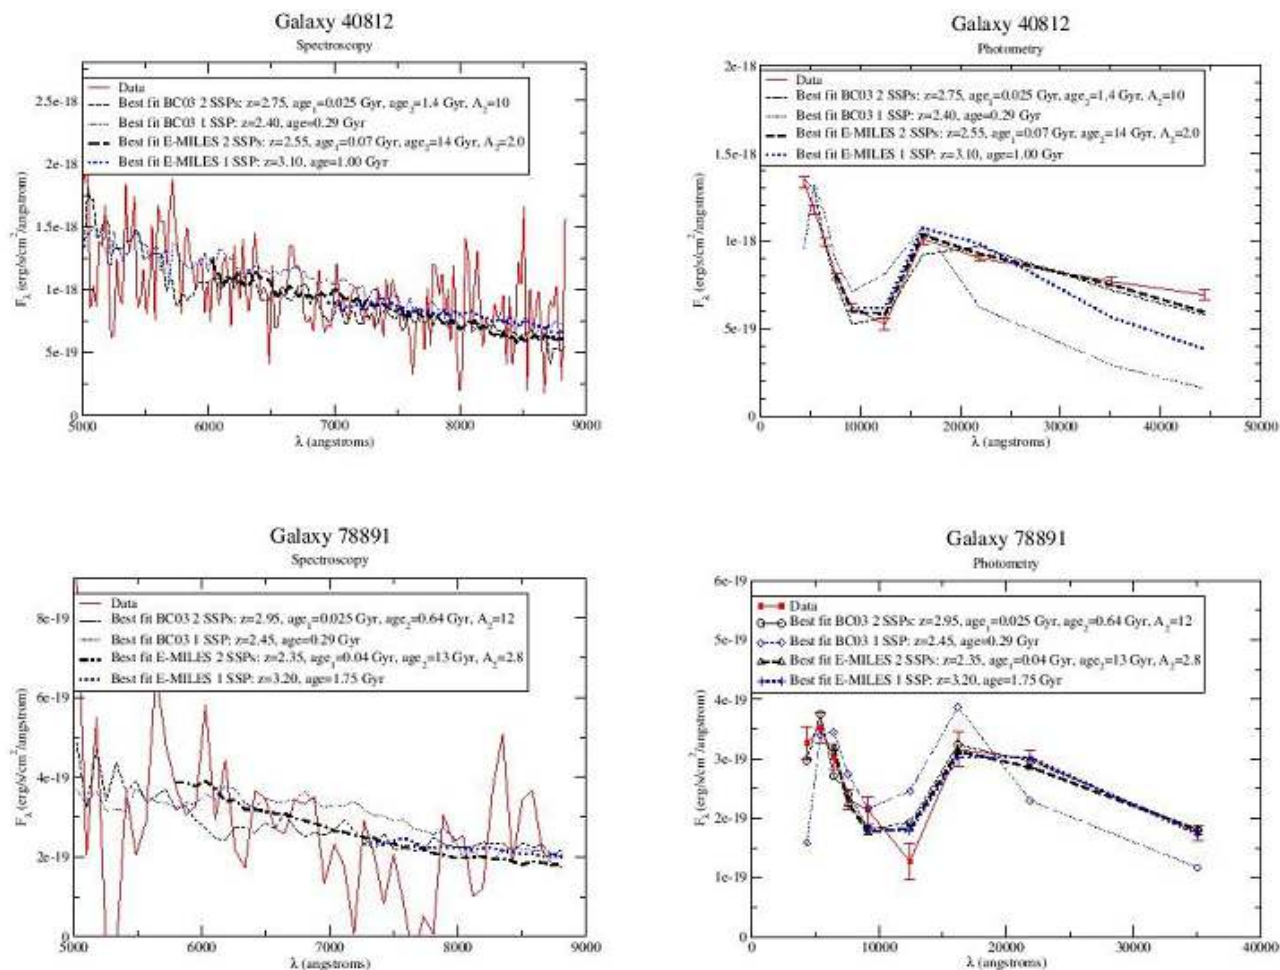 Galaxy 40812
Spectroscopy
2.5e-18
2e-18
1.5e-18
1e-18
5e-19
0
F_λ (erg/s/cm²/angstrom)
Data
Best fit BC03 2 SSPs: z=2.75, age₁=0.025 Gyr, age₂=1.4 Gyr, A₂=10
Best fit BC03 1 SSP: z=2.40, age=0.29 Gyr
Best fit E-MILES 2 SSPs: z=2.55, age₁=0.07 Gyr, age₂=14 Gyr, A₂=2.0
Best fit E-MILES 1 SSP: z=3.10, age=1.00 Gyr
5000 6000 7000 8000 9000
λ (angstroms)
Galaxy 40812
Photometry
2e-18
1.5e-18
1e-18
5e-19
0
F_λ (erg/s/cm²/angstrom)
Data
Best fit BC03 2 SSPs: z=2.75, age₁=0.025 Gyr, age₂=1.4 Gyr, A₂=10
Best fit BC03 1 SSP: z=2.40, age=0.29 Gyr
Best fit E-MILES 2 SSPs: z=2.55, age₁=0.07 Gyr, age₂=14 Gyr, A₂=2.0
Best fit E-MILES 1 SSP: z=3.10, age=1.00 Gyr
0 10000 20000 30000 40000 50000
λ (angstroms)
Galaxy 78891
Spectroscopy
8e-19
6e-19
4e-19
2e-19
0
F_λ (erg/s/cm²/angstrom)
Data
Best fit BC03 2 SSPs: z=2.95, age₁=0.025 Gyr, age₂=0.64 Gyr, A₂=12
Best fit BC03 1 SSP: z=2.45, age=0.29 Gyr
Best fit E-MILES 2 SSPs: z=2.35, age₁=0.04 Gyr, age₂=13 Gyr, A₂=2.8
Best fit E-MILES 1 SSP: z=3.20, age=1.75 Gyr
5000 6000 7000 8000 9000
λ (angstroms)
Galaxy 78891
Photometry
6e-19
5e-19
4e-19
3e-19
2e-19
1e-19
0
F_λ (erg/s/cm²/angstrom)
Data
Best fit BC03 2 SSPs: z=2.95, age₁=0.025 Gyr, age₂=0.64 Gyr, A₂=12
Best fit BC03 1 SSP: z=2.45, age=0.29 Gyr
Best fit E-MILES 2 SSPs: z=2.35, age₁=0.04 Gyr, age₂=13 Gyr, A₂=2.8
Best fit E-MILES 1 SSP: z=3.20, age=1.75 Gyr
0 10000 20000 30000 40000
λ (angstroms)